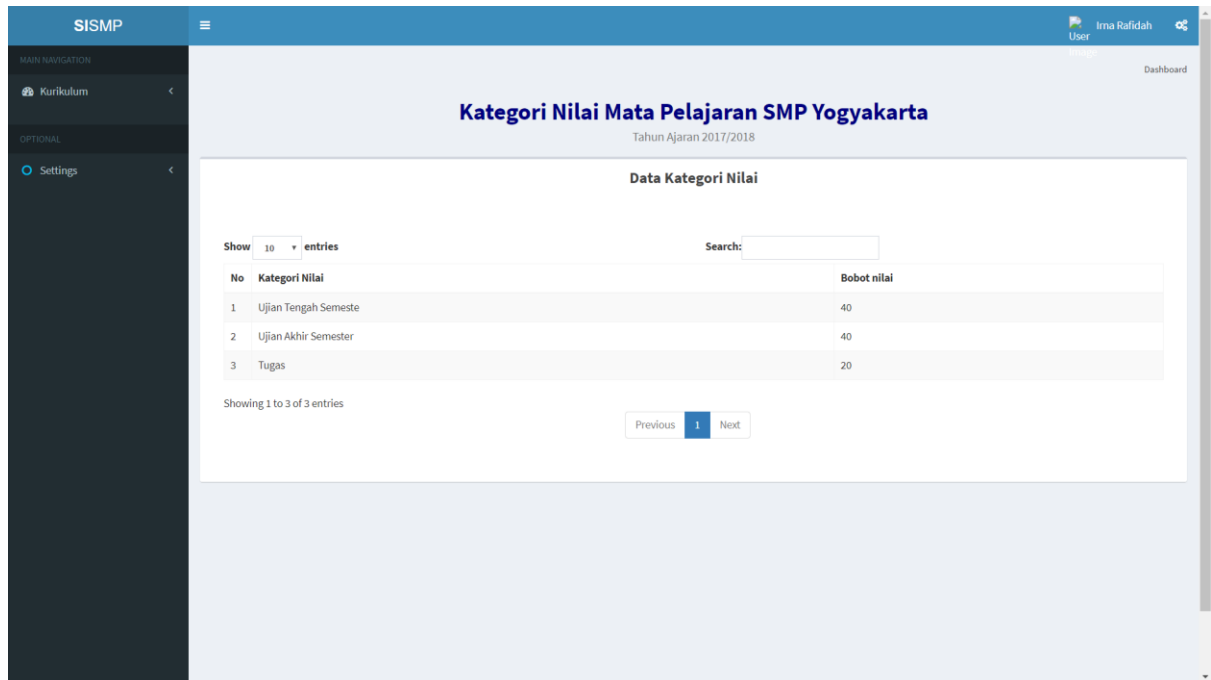 SISMP
User Image
Irna Rafidah
MAIN NAVIGATION
Dashboard
Kurikulum
Kategori Nilai Mata Pelajaran SMP Yogyakarta
Tahun Ajaran 2017/2018
OPTIONAL
Settings
Data Kategori Nilai
Show 10 entries
Search:
No Kategori Nilai Bobot nilai
1 Ujian Tengah Semeste 40
2 Ujian Akhir Semester 40
3 Tugas 20
Showing 1 to 3 of 3 entries
Previous 1 Next